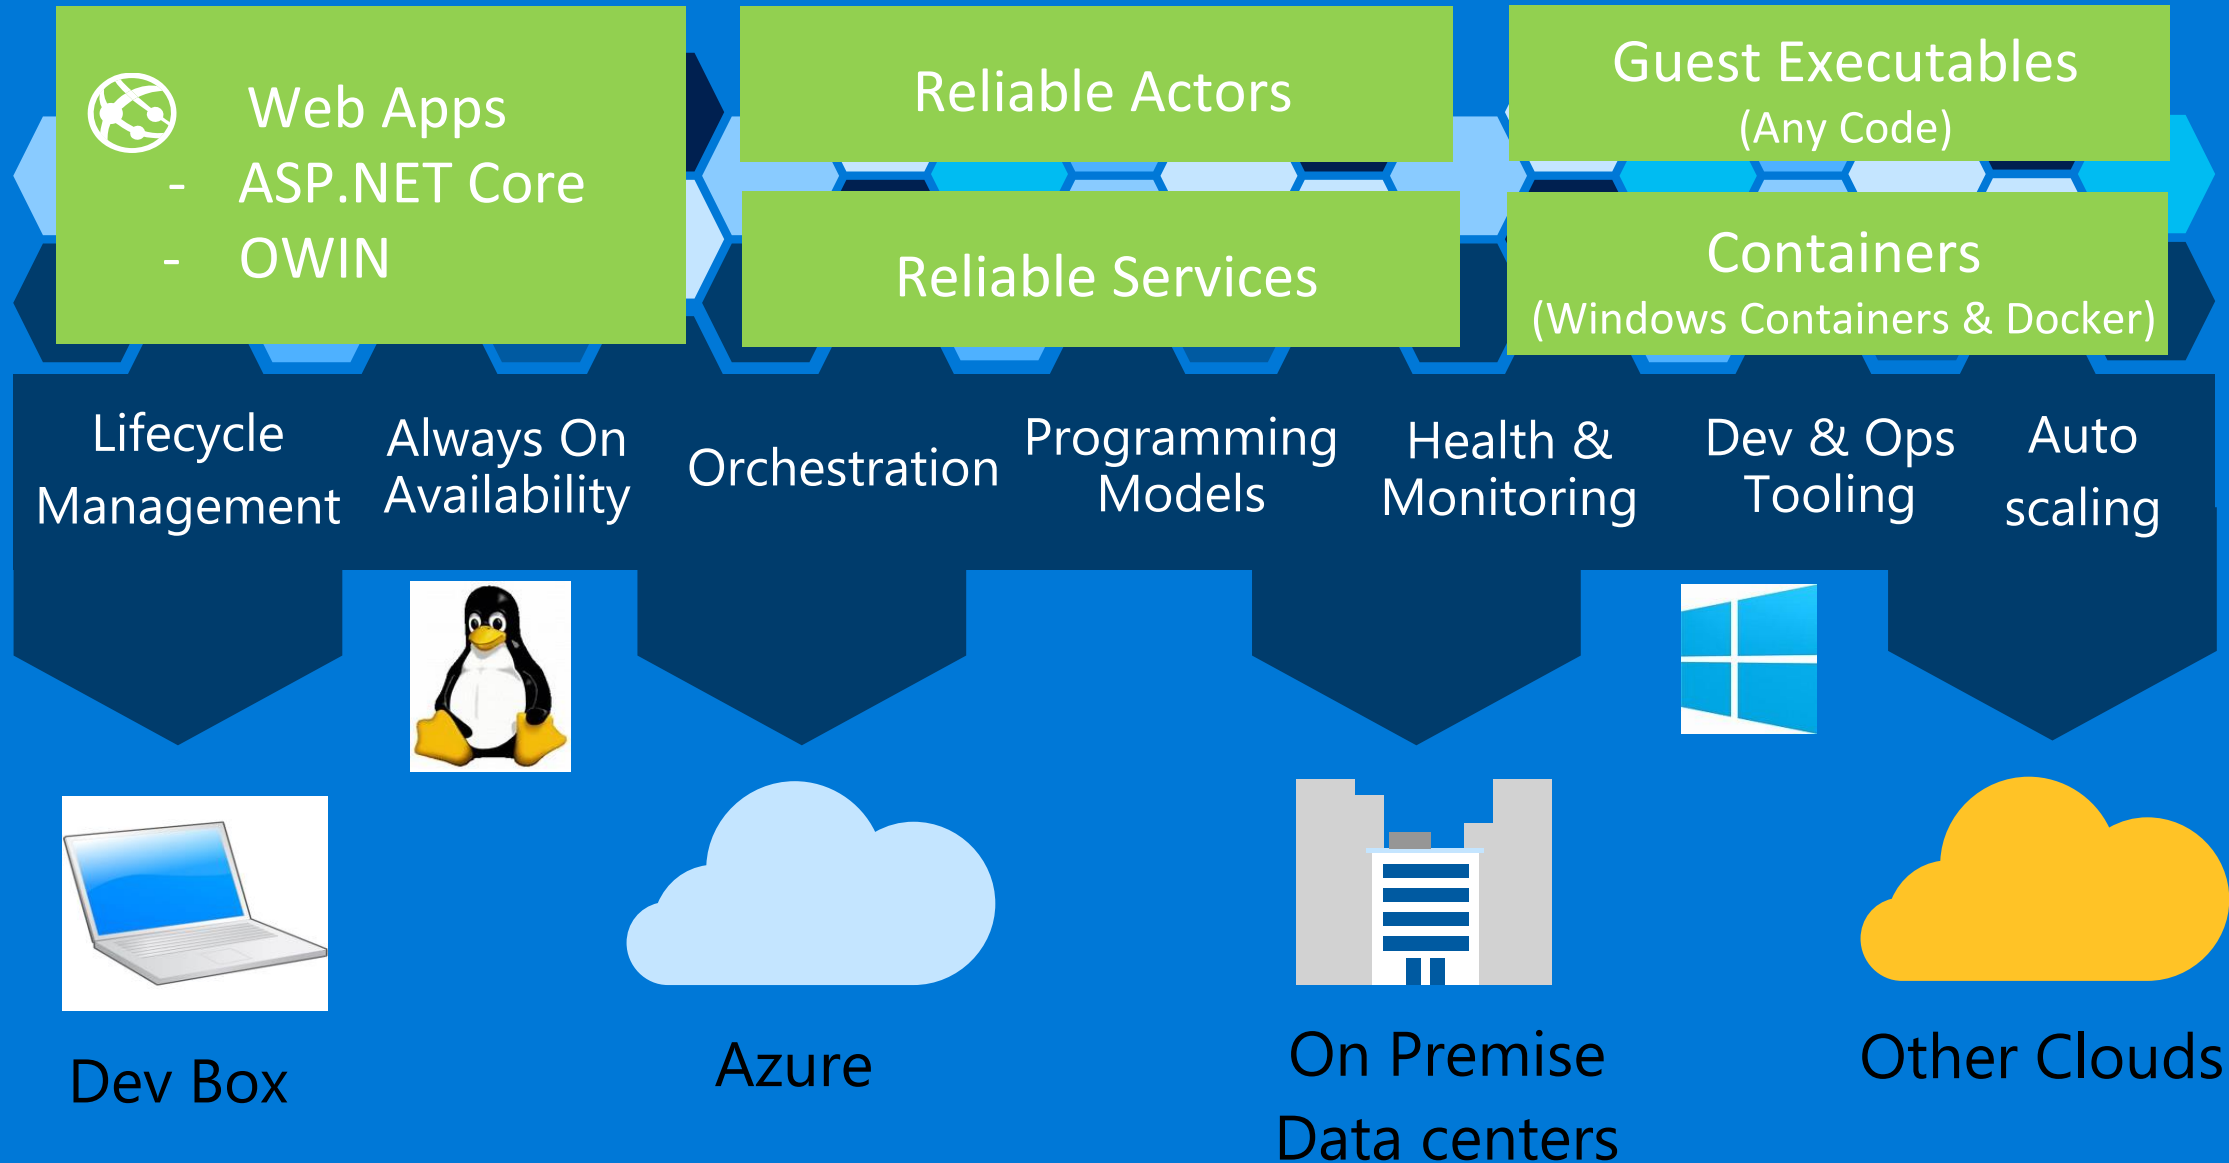 Web Apps
- ASP.NET Core
- OWIN
Reliable Actors
Reliable Services
Guest Executables
(Any Code)
Containers
(Windows Containers & Docker)
Lifecycle
Management
Always On
Availability
Orchestration
Programming
Models
Health &
Monitoring
Dev & Ops
Tooling
Auto
scaling
Dev Box
Azure
On Premise
Data centers
Other Clouds